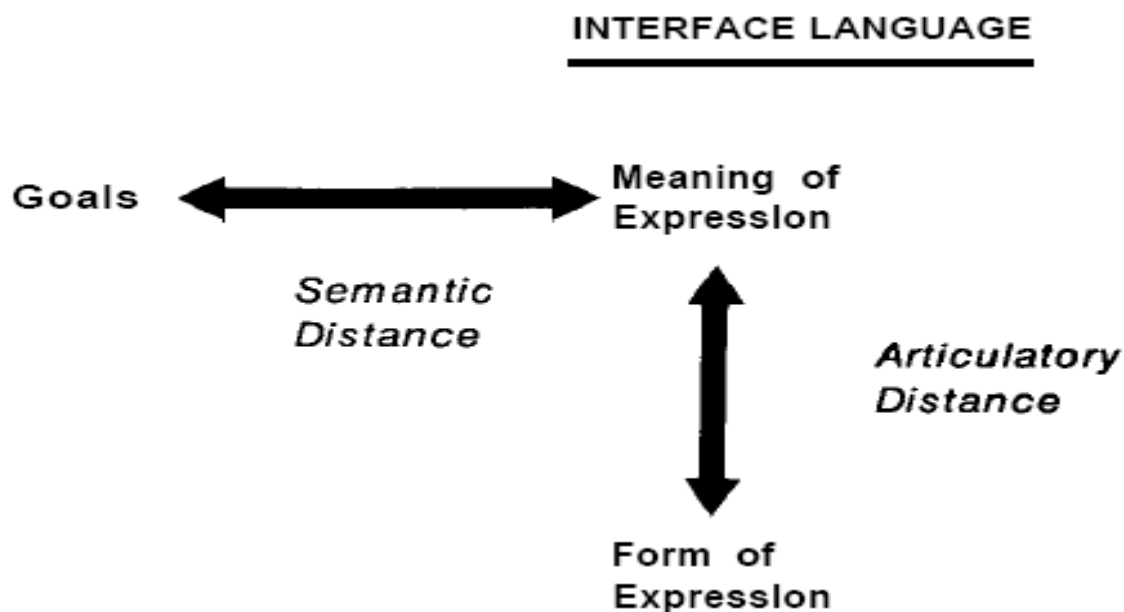 INTERFACE LANGUAGE
Goals
Meaning of
Expression
Semantic
Distance
Articulatory
Distance
Form of
Expression